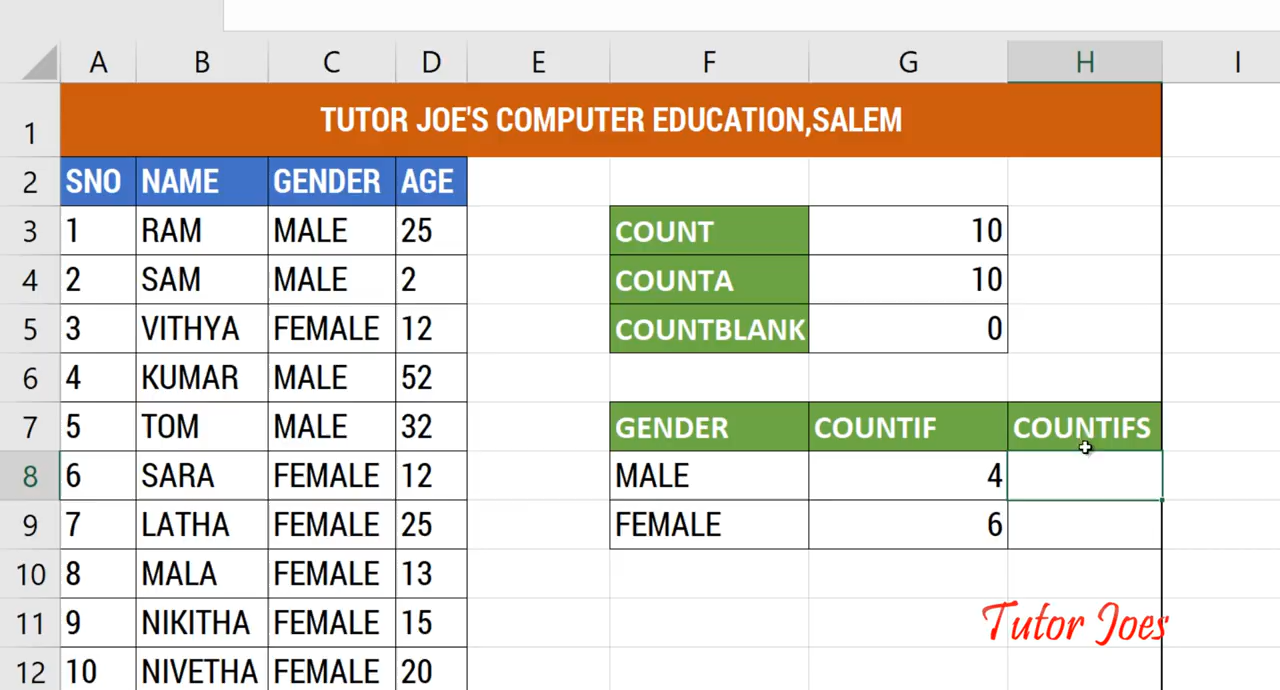 A B C D E F G H I
1 TUTOR JOE'S COMPUTER EDUCATION,SALEM
2 SNO NAME GENDER AGE
3 1 RAM MALE 25 COUNT 10
4 2 SAM MALE 2 COUNTA 10
5 3 VITHYA FEMALE 12 COUNTBLANK 0
6 4 KUMAR MALE 52
7 5 TOM MALE 32 GENDER COUNTIF COUNTIFS
8 6 SARA FEMALE 12 MALE 4
9 7 LATHA FEMALE 25 FEMALE 6
10 8 MALA FEMALE 13
11 9 NIKITHA FEMALE 15 Tutor Joes
12 10 NIVETHA FEMALE 20